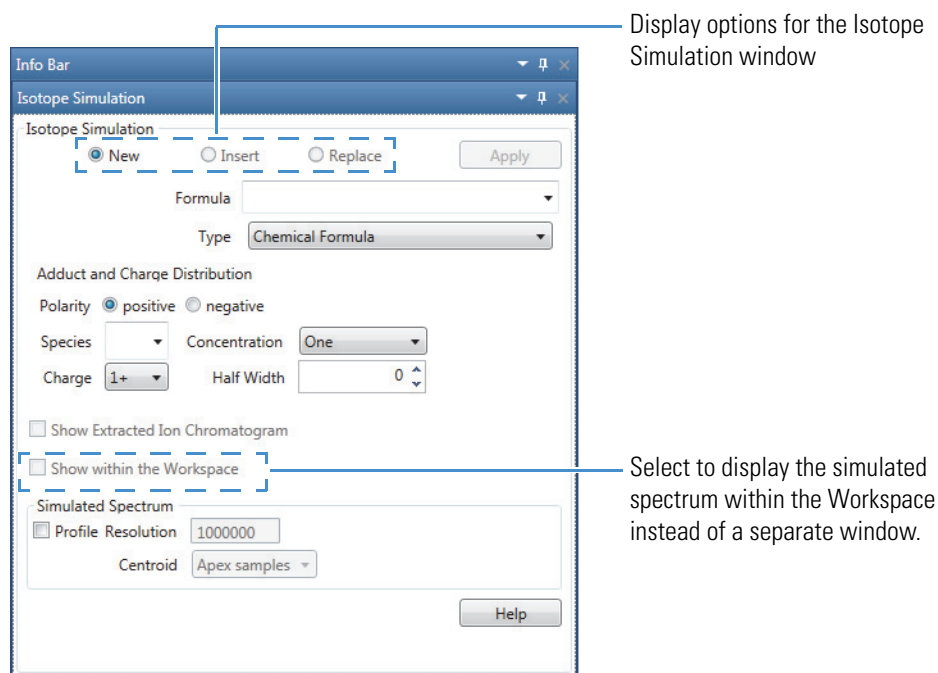 Display options for the Isotope
Simulation window
Info Bar
Isotope Simulation
Isotope Simulation
New Insert Replace Apply
Formula
Type Chemical Formula
Adduct and Charge Distribution
Polarity positive negative
Species Concentration One
Charge 1+ Half Width 0
Show Extracted Ion Chromatogram
Show within the Workspace
Select to display the simulated
spectrum within the Workspace
instead of a separate window.
Simulated Spectrum
Profile Resolution 1000000
Centroid Apex samples
Help